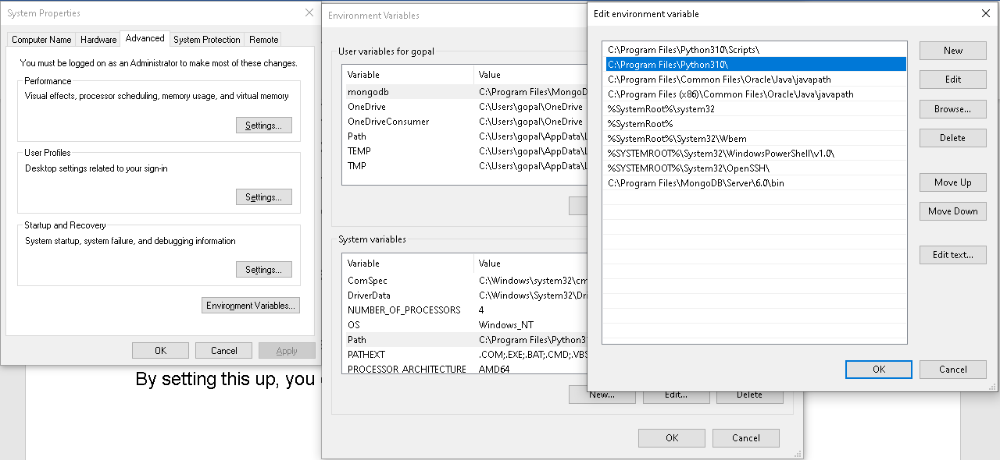 System Properties
Computer Name Hardware Advanced System Protection Remote
You must be logged on as an Administrator to make most of these changes.
Performance
Visual effects, processor scheduling, memory usage, and virtual memory
Settings...
User Profiles
Desktop settings related to your sign-in
Settings...
Startup and Recovery
System startup, system failure, and debugging information
Settings...
Environment Variables...
OK Cancel Apply
By setting this up, you
Environment Variables
User variables for gopal
Variable Value
mongodb C:\Program Files\MongoD
OneDrive C:\Users\gopal\OneDrive
OneDriveConsumer C:\Users\gopal\OneDrive
Path C:\Users\gopal\AppData\L
TEMP C:\Users\gopal\AppData\L
TMP C:\Users\gopal\AppData\L
System variables
Variable Value
ComSpec C:\Windows\system32\cm
DriverData C:\Windows\System32\Dri
NUMBER_OF_PROCESSORS 4
OS Windows_NT
Path C:\Program Files\Python3
PATHEXT .COM;.EXE;.BAT;.CMD;.VBS
PROCESSOR_ARCHITECTURE AMD64
New... Edit... Delete
OK Cancel
Edit environment variable
C:\Program Files\Python310\Scripts\
C:\Program Files\Python310\
C:\Program Files\Common Files\Oracle\Java\javapath
C:\Program Files (x86)\Common Files\Oracle\Java\javapath
%SystemRoot%\system32
%SystemRoot%
%SystemRoot%\System32\Wbem
%SYSTEMROOT%\System32\WindowsPowerShell\v1.0\
%SYSTEMROOT%\System32\OpenSSH\
C:\Program Files\MongoDB\Server\6.0\bin
New
Edit
Browse...
Delete
Move Up
Move Down
Edit text...
OK Cancel